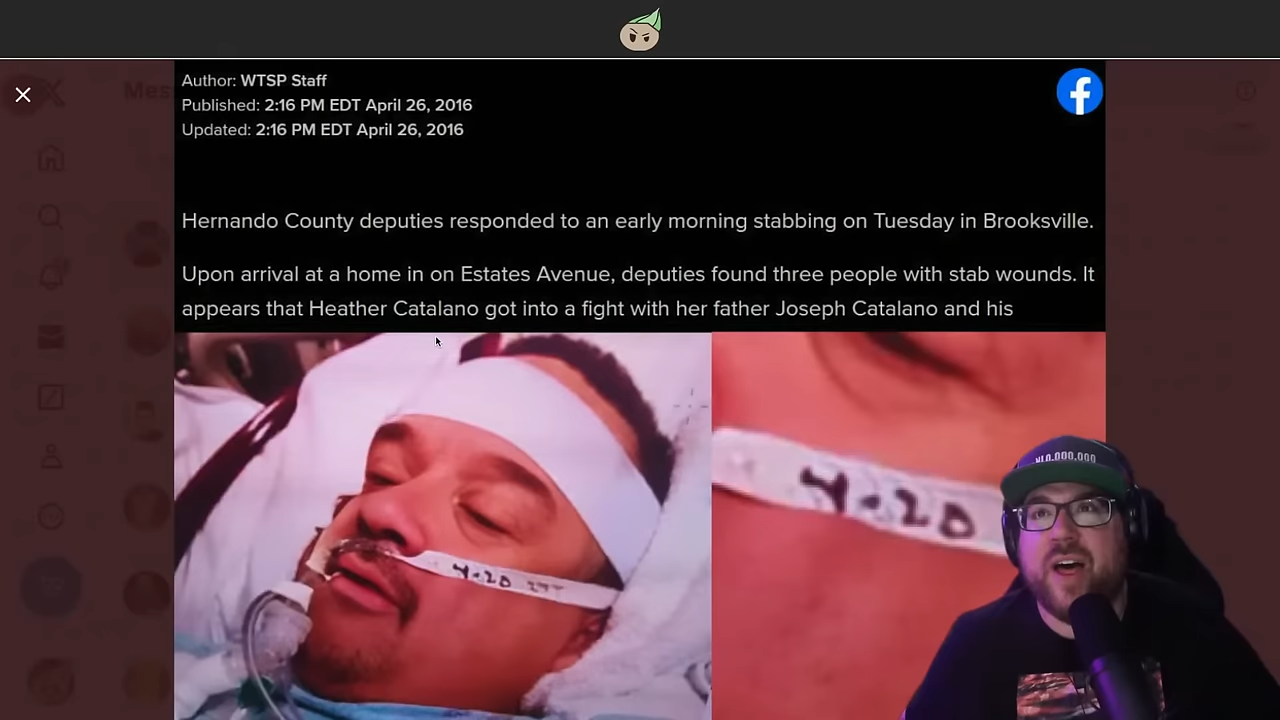 Author: WTSP Staff
Published: 2:16 PM EDT April 26, 2016
Updated: 2:16 PM EDT April 26, 2016
Hernando County deputies responded to an early morning stabbing on Tuesday in Brooksville.
Upon arrival at a home in on Estates Avenue, deputies found three people with stab wounds. It
appears that Heather Catalano got into a fight with her father Joseph Catalano and his
4.20
4.20